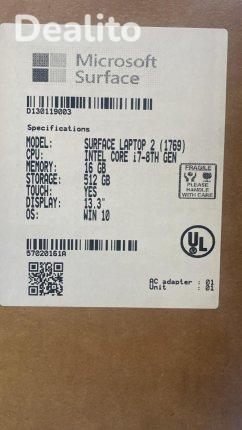 Dealito
Microsoft
Surface
D130119003
Specifications
MODEL: SURFACE LAPTOP 2 (1769)
CPU: INTEL CORE i7-8TH GEN
MEMORY: 16 GB
STORAGE: 512 GB
TOUCH: YES
DISPLAY: 13.3"
OS: WIN 10
FRAGILE
PLEASE
HANDLE
WITH CARE
UL
57020161A
AC adapter : 01
Unit : 01